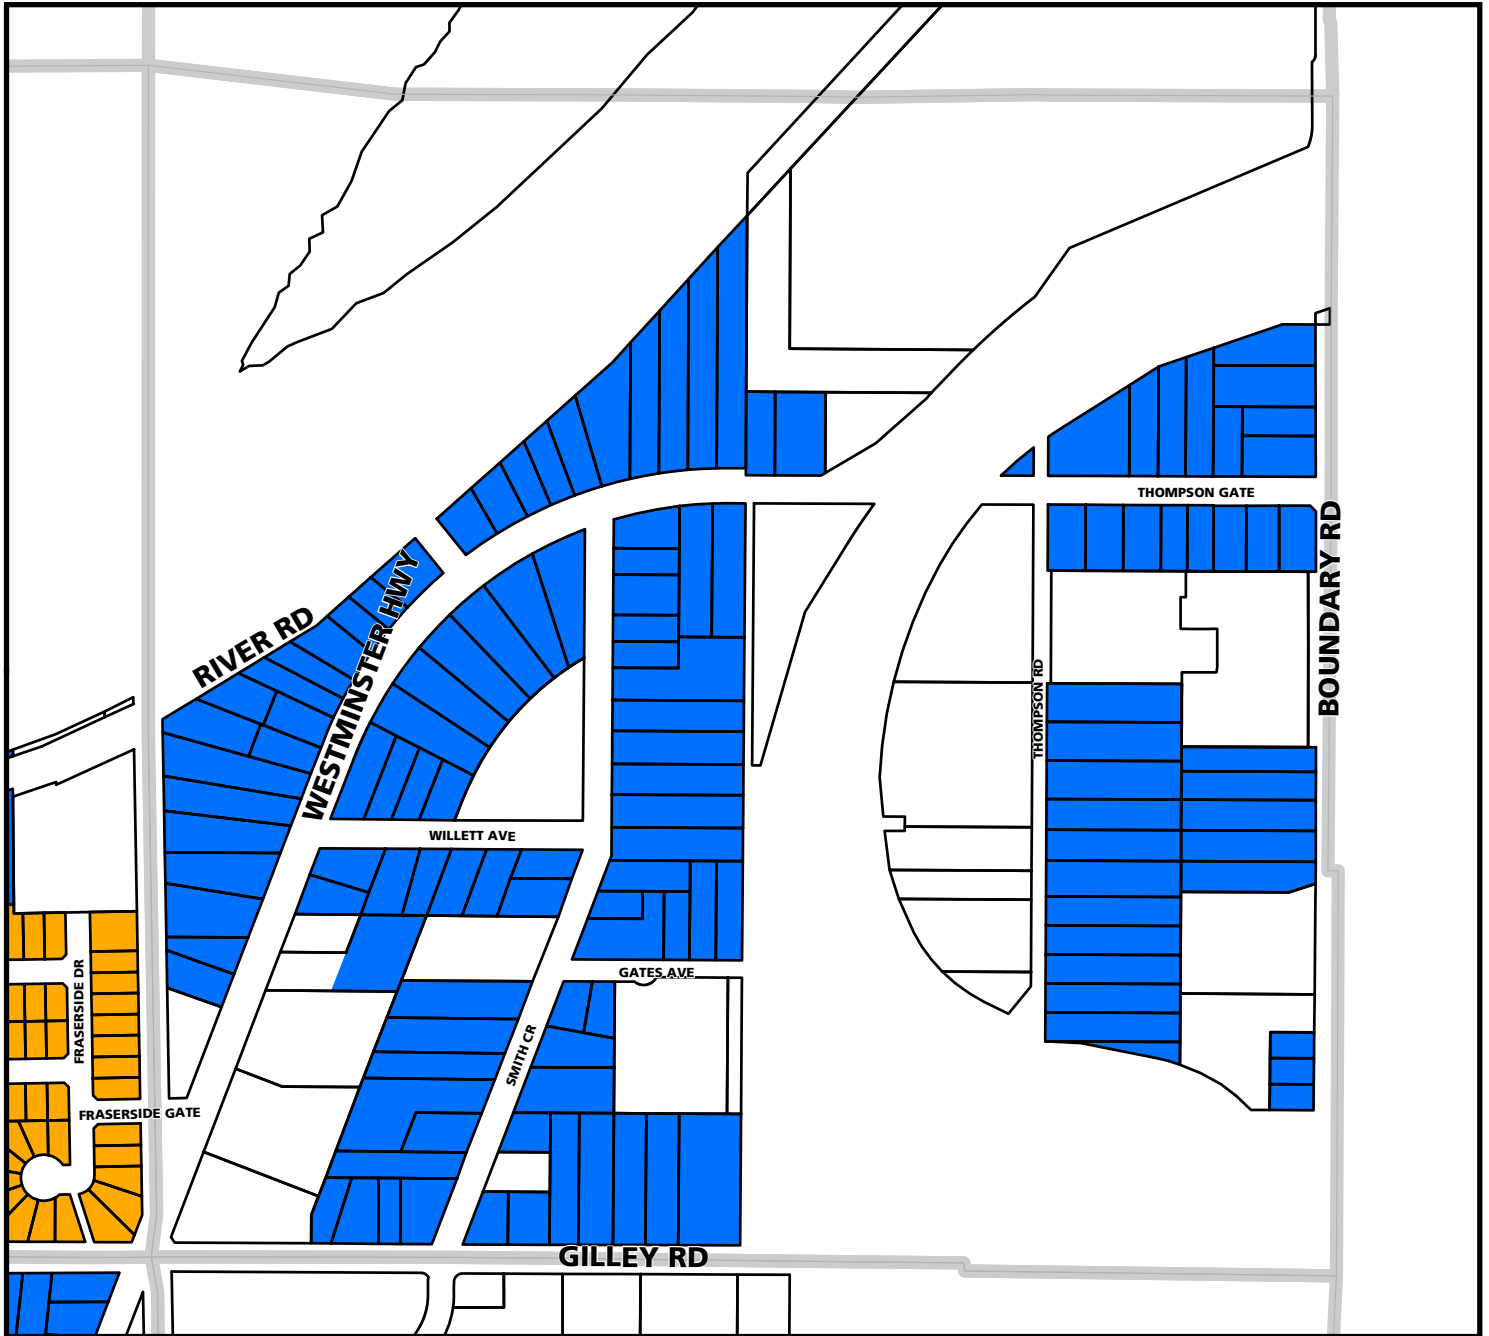 THOMPSON GATE
BOUNDARY RD
RIVER RD
WESTMINSTER HWY
THOMPSON RD
WILLETT AVE
GATES AVE
FRASERSIDE DR
SMITH CR
FRASERSIDE GATE
GILLEY RD